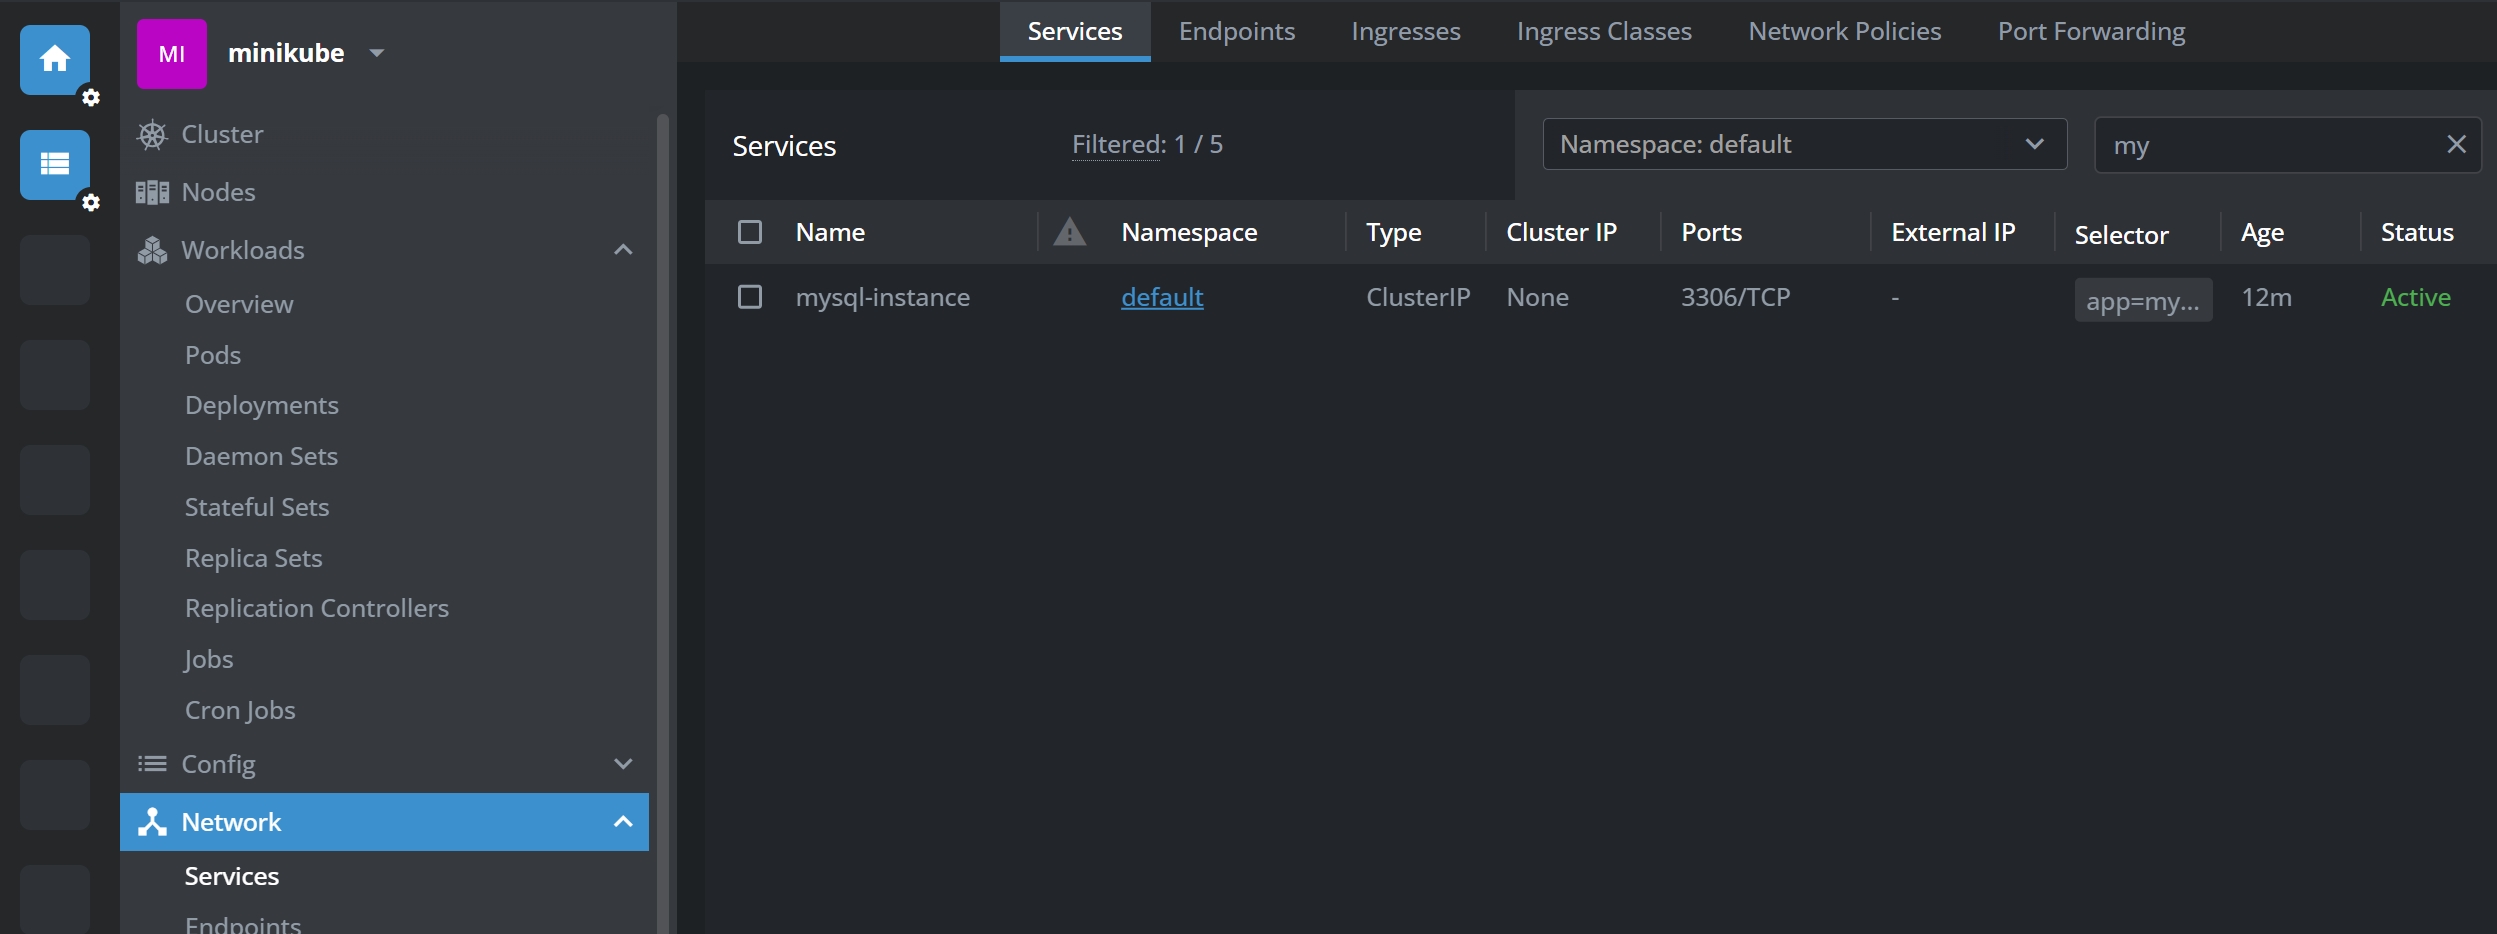 MI
minikube
Cluster
Nodes
Workloads
Overview
Pods
Deployments
Daemon Sets
Stateful Sets
Replica Sets
Replication Controllers
Jobs
Cron Jobs
Config
Network
Services
Endpoints
Services Endpoints Ingresses Ingress Classes Network Policies Port Forwarding
Services Filtered: 1 / 5 Namespace: default my
Name Namespace Type Cluster IP Ports External IP Selector Age Status
mysql-instance default ClusterIP None 3306/TCP - app=my... 12m Active